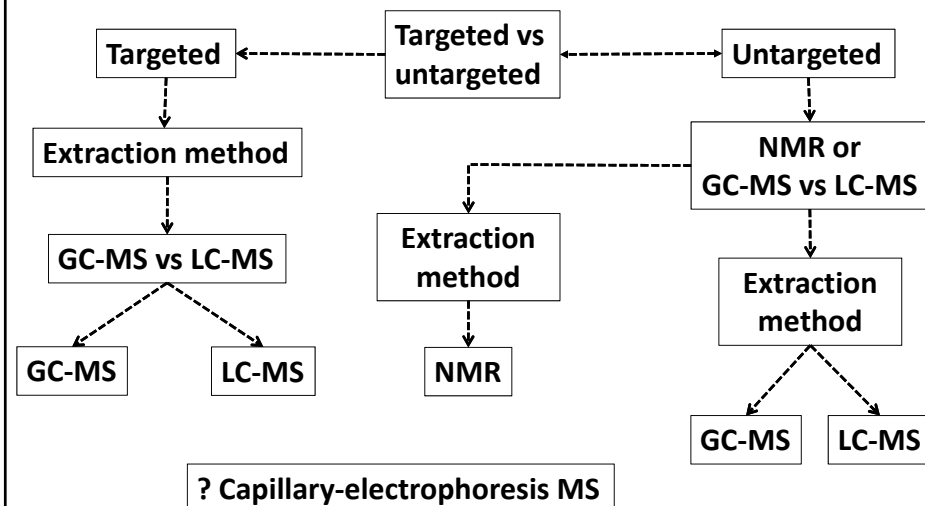 Targeted
Targeted vs
untargeted
Untargeted
Extraction method
NMR or
GC-MS vs LC-MS
GC-MS vs LC-MS
Extraction
method
Extraction
method
GC-MS
LC-MS
NMR
GC-MS
LC-MS
? Capillary-electrophoresis MS